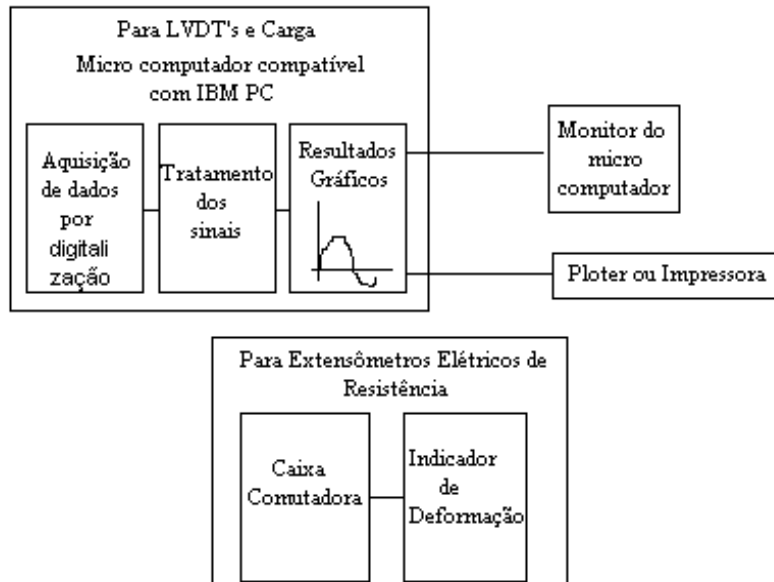 Para LVDT's e Carga
Micro computador compatível
com IBM PC
Aquisição
de dados
por
digitali
zação
Tratamento
dos
sinais
Resultados
Gráficos
Monitor do
micro
computador
Ploter ou Impressora
Para Extensômetros Elétricos de
Resistência
Caixa
Comutadora
Indicador
de
Deformação